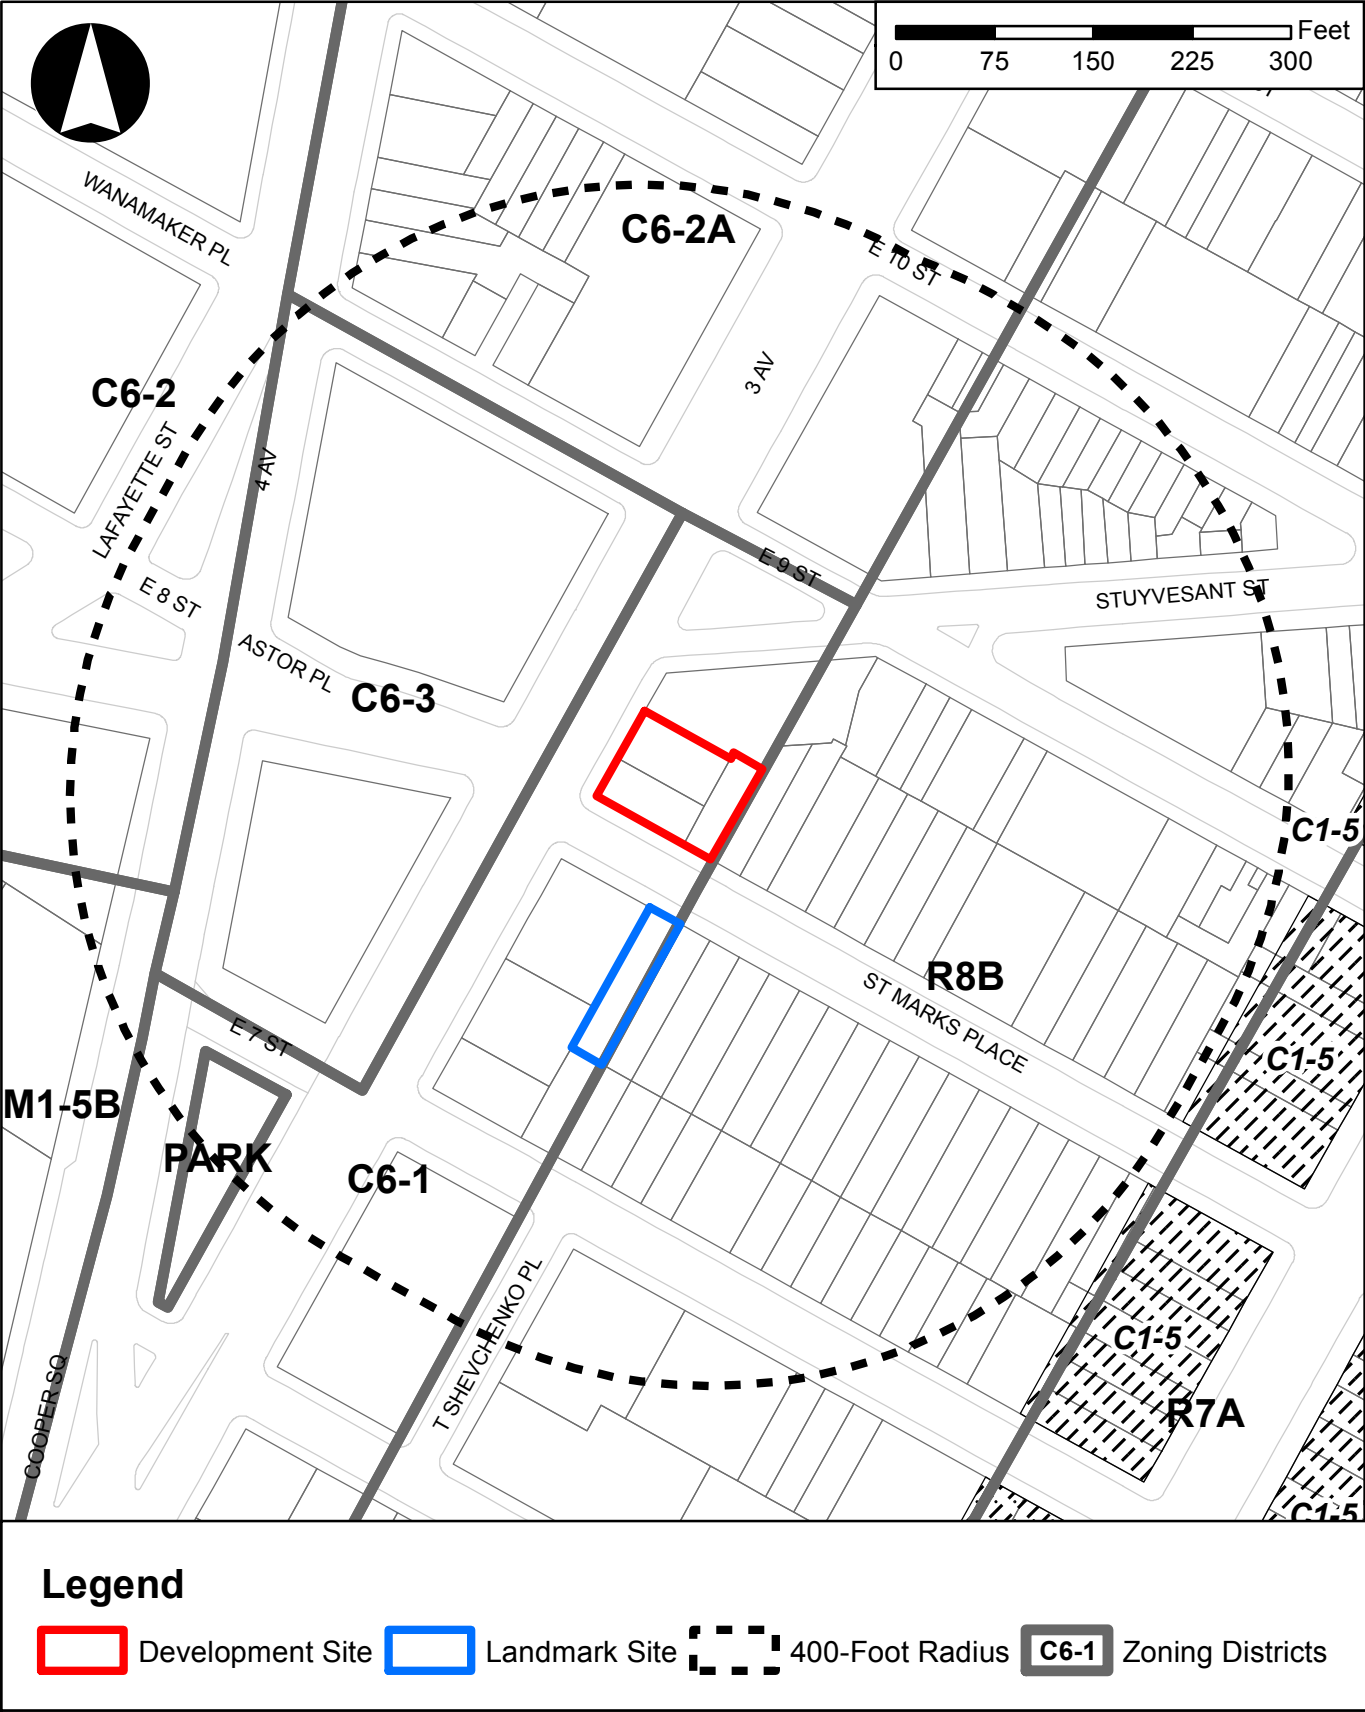 Feet
0 75 150 225 300
WANAMAKER PL
C6-2A
E 10 ST
3 AV
C6-2
LAFAYETTE ST
4 AV
E 9 ST
E 8 ST
STUYVESANT ST
ASTOR PL
C6-3
C1-5
R8B
ST MARKS PLACE
E 7 ST
C1-5
M1-5B
PARK
C6-1
T SHEVCHENKO PL
C1-5
COOPER SQ
R7A
C1-5
Legend
Development Site
Landmark Site
400-Foot Radius
C6-1
Zoning Districts